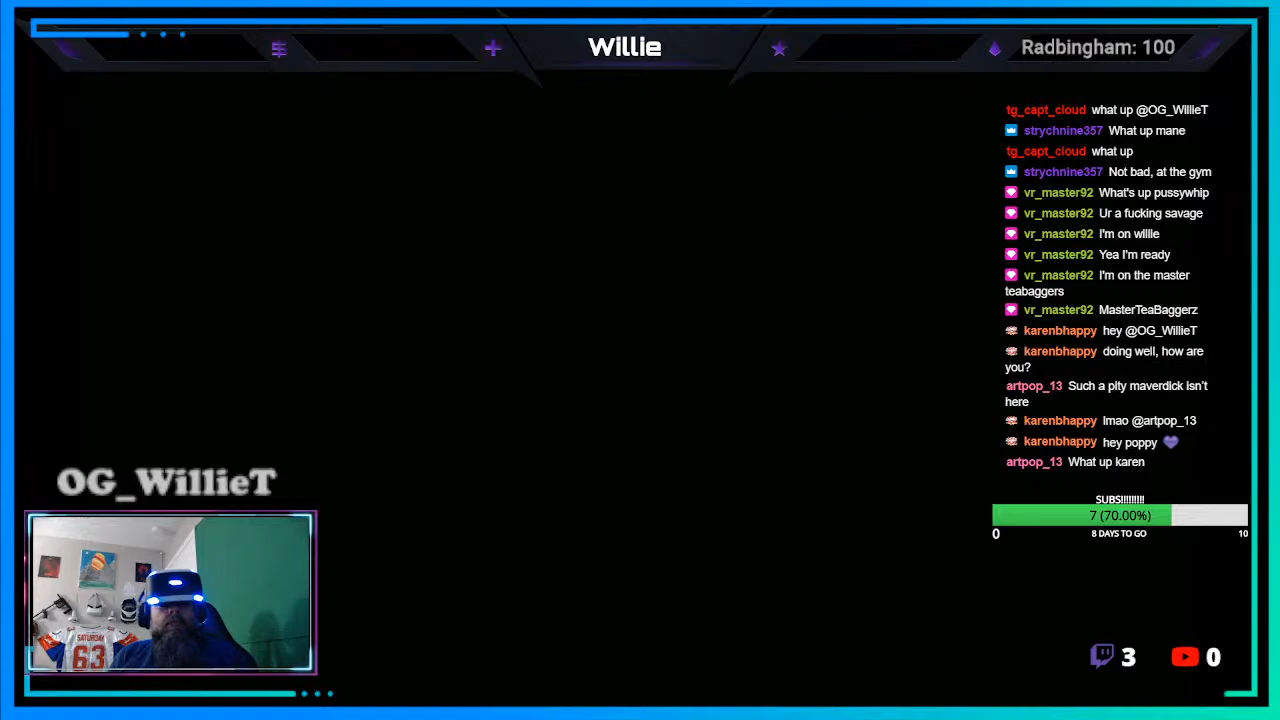 Willie
Radbingham: 100
tg_capt_cloud what up @OG_WillieT
strychnine357 What up mane
tg_capt_cloud what up
strychnine357 Not bad, at the gym
vr_master92 What's up pussywhip
vr_master92 Ur a fucking savage
vr_master92 I'm on willie
vr_master92 Yea I'm ready
vr_master92 I'm on the master
teabaggers
vr_master92 MasterTeaBaggerz
karenbhappy hey @OG_WillieT
karenbhappy doing well, how are
you?
artpop_13 Such a pity maverdick isn't
here
karenbhappy lmao @artpop_13
karenbhappy hey poppy
artpop_13 What up karen
SUBS!!!!!!!!!
7 (70.00%)
0
8 DAYS TO GO
10
OG_WillieT
SATURDAY
63
3
0